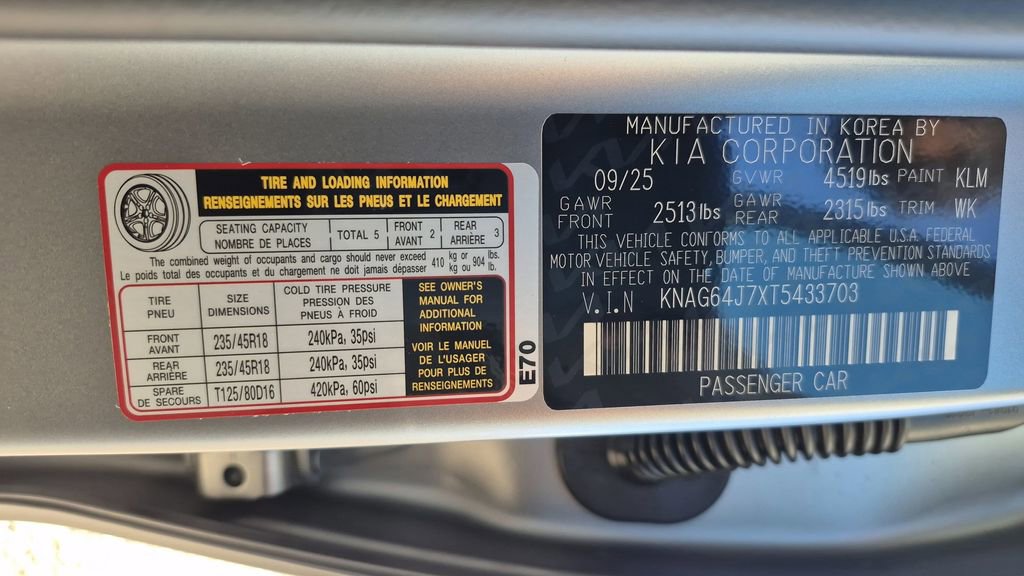 TIRE AND LOADING INFORMATION
RENSEIGNEMENTS SUR LES PNEUS ET LE CHARGEMENT
SEATING CAPACITY
NOMBRE DE PLACES
TOTAL 5
FRONT
AVANT 2
REAR
ARRIÈRE 3
The combined weight of occupants and cargo should never exceed 410 kg or 904 lbs.
Le poids total des occupants et du chargement ne doit jamais dépasser 410 kg ou 904 lb.
TIRE
PNEU
SIZE
DIMENSIONS
COLD TIRE PRESSURE
PRESSION DES
PNEUS À FROID
FRONT
AVANT
235/45R18
240kPa, 35psi
REAR
ARRIÈRE
235/45R18
240kPa, 35psi
SPARE
DE SECOURS
T125/80D16
420kPa, 60psi
SEE OWNER'S
MANUAL FOR
ADDITIONAL
INFORMATION
VOIR LE MANUEL
DE L'USAGER
POUR PLUS DE
RENSEIGNEMENTS
E70
MANUFACTURED IN KOREA BY
KIA CORPORATION
09/25 GVWR 4519lbs PAINT KLM
GAWR
FRONT 2513lbs
GAWR
REAR 2315lbs TRIM WK
THIS VEHICLE CONFORMS TO ALL APPLICABLE U.S.A. FEDERAL
MOTOR VEHICLE SAFETY, BUMPER, AND THEFT PREVENTION STANDARDS
IN EFFECT ON THE DATE OF MANUFACTURE SHOWN ABOVE
V.I.N KNAG64J7XT5433703
PASSENGER CAR